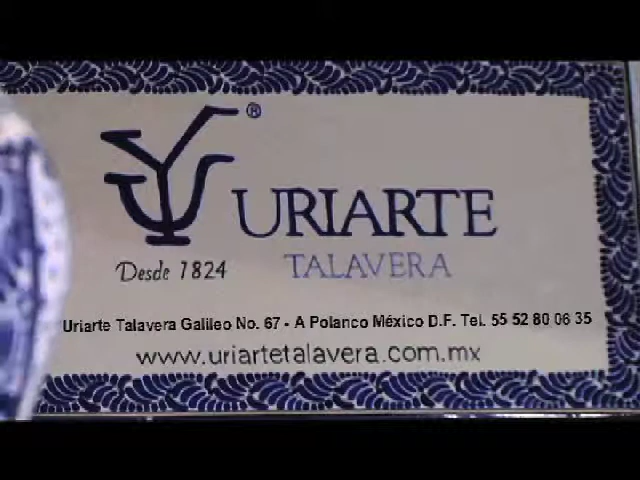 ®
URIARTE
Desde 1824
TALAVERA
Uriarte Talavera Galileo No. 67 - A Polanco México D.F. Tel. 55 52 80 06 35
www.uriartetalavera.com.mx